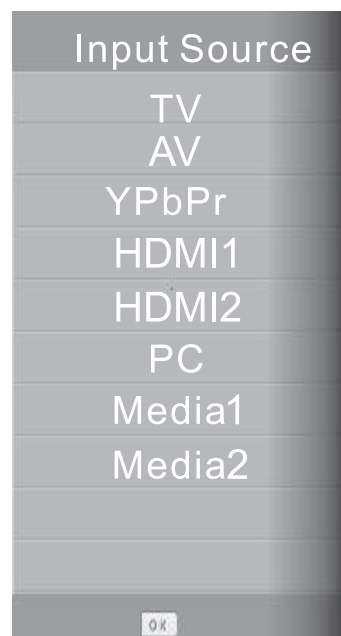 Input Source
TV
AV
YPbPr
HDMI1
HDMI2
PC
Media1
Media2
OK